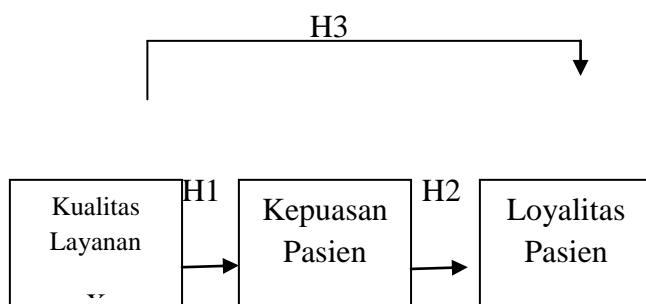 H3
H1
H2
Kualitas
Layanan
Kepuasan
Pasien
Loyalitas
Pasien